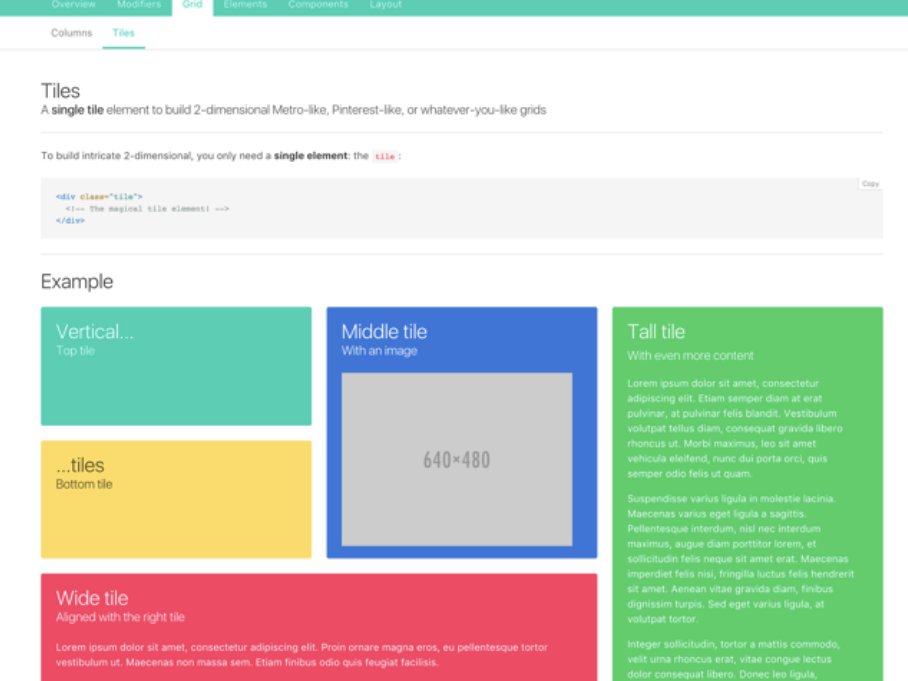 Overview Modifiers Grid Elements Components Layout
Columns Tiles
Tiles
A single tile element to build 2-dimensional Metro-like, Pinterest-like, or whatever-you-like grids
To build intricate 2-dimensional, you only need a single element: the tile :
Copy
<div class="tile">
<!-- The magical tile element! -->
</div>
Example
Vertical...
Top tile
...tiles
Bottom tile
Middle tile
With an image
640×480
Wide tile
Aligned with the right tile
Lorem ipsum dolor sit amet, consectetur adipiscing elit. Proin ornare magna eros, eu pellentesque tortor
vestibulum ut. Maecenas non massa sem. Etiam finibus odio quis feugiat facilisis.
Tall tile
With even more content
Lorem ipsum dolor sit amet, consectetur
adipiscing elit. Etiam semper diam at erat
pulvinar, at pulvinar felis blandit. Vestibulum
volutpat tellus diam, consequat gravida libero
rhoncus ut. Morbi maximus, leo sit amet
vehicula eleifend, nunc dui porta orci, quis
semper odio felis ut quam.
Suspendisse varius ligula in molestie lacinia.
Maecenas varius eget ligula a sagittis.
Pellentesque interdum, nisl nec interdum
maximus, augue diam porttitor lorem, et
sollicitudin felis neque sit amet erat. Maecenas
imperdiet felis nisi, fringilla luctus felis hendrerit
sit amet. Aenean vitae gravida diam, finibus
dignissim turpis. Sed eget varius ligula, at
volutpat tortor.
Integer sollicitudin, tortor a mattis commodo,
velit urna rhoncus erat, vitae congue lectus
dolor consequat libero. Donec leo ligula,